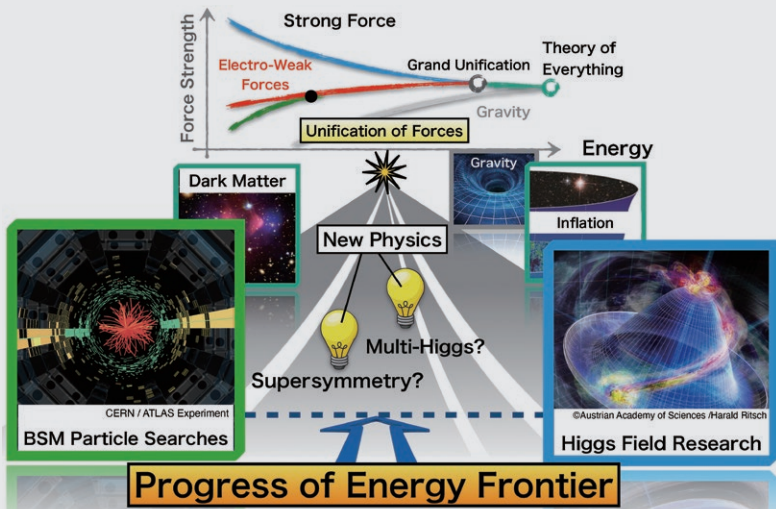 Strong Force
Theory of
Everything
Grand Unification
Electro-Weak
Forces
Gravity
Force Strength
Unification of Forces
Energy
Dark Matter
Gravity
Inflation
New Physics
Multi-Higgs?
Supersymmetry?
CERN / ATLAS Experiment
BSM Particle Searches
©Austrian Academy of Sciences /Harald Ritsch
Higgs Field Research
Progress of Energy Frontier